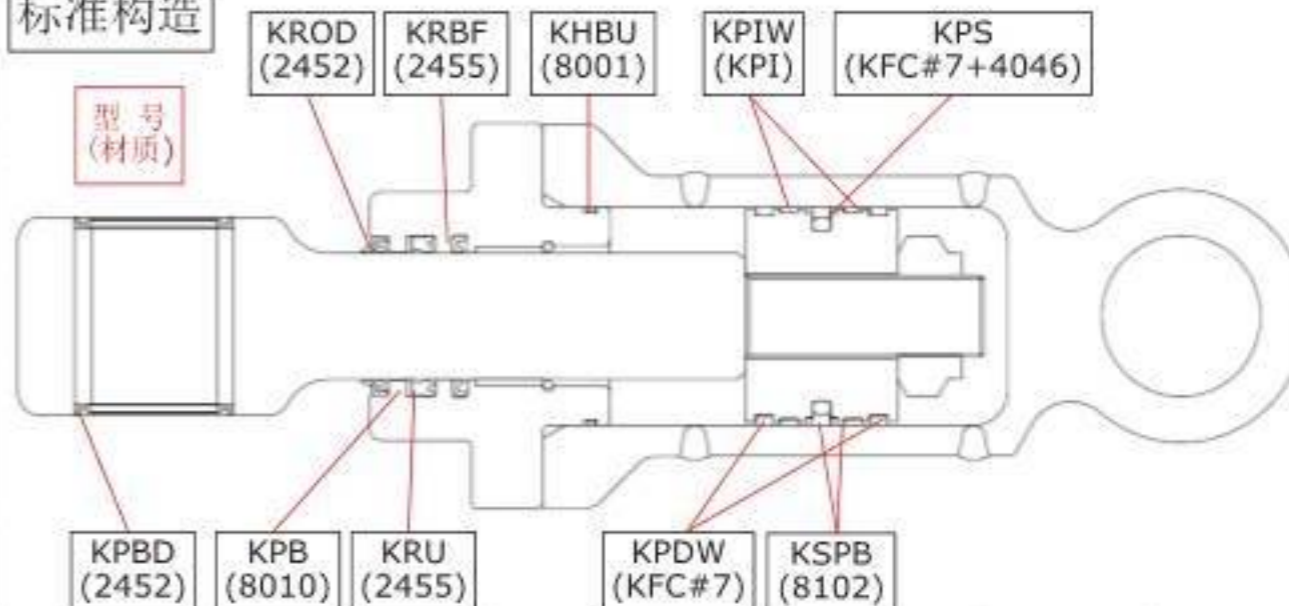 标准构造
KROD
(2452)
KRBF
(2455)
KHBU
(8001)
KPIW
(KPI)
KPS
(KFC#7+4046)
型 号
(材质)
KPBD
(2452)
KPB
(8010)
KRU
(2455)
KPDW
(KFC#7)
KSPB
(8102)